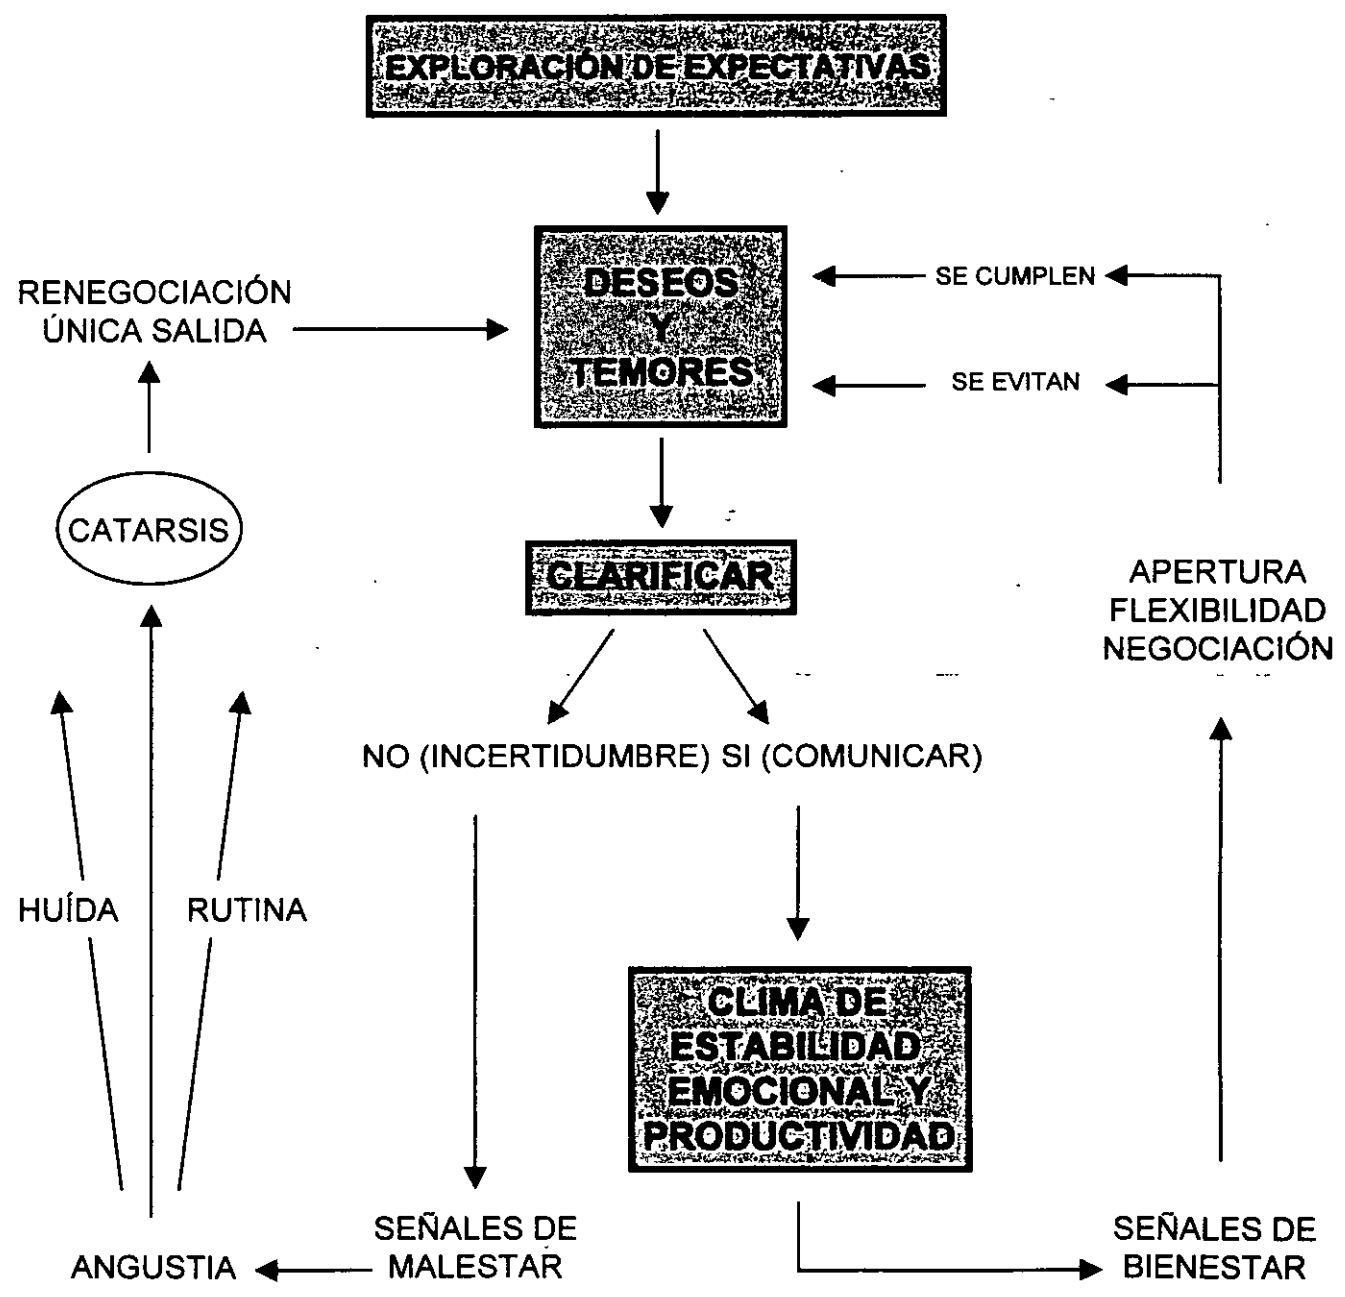 EXPLORACIÓN DE EXPECTATIVAS
DESEOS
Y
TEMORES
SE CUMPLEN
SE EVITAN
RENEGOCIACIÓN
ÚNICA SALIDA
CATARSIS
CLARIFICAR
APERTURA
FLEXIBILIDAD
NEGOCIACIÓN
NO (INCERTIDUMBRE) SI (COMUNICAR)
HUÍDA
RUTINA
CLIMA DE
ESTABILIDAD
EMOCIONAL Y
PRODUCTIVIDAD
ANGUSTIA
SEÑALES DE
MALESTAR
SEÑALES DE
BIENESTAR